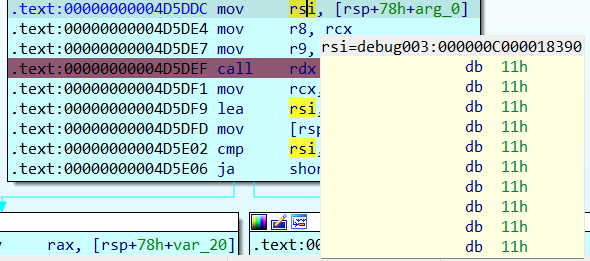 .text:00000000004D5DDC mov rsi, [rsp+78h+arg_0]
.text:00000000004D5DE4 mov r8, rcx
.text:00000000004D5DE7 mov r9,
.text:00000000004D5DEF call rdx
.text:00000000004D5DF1 mov rcx,
.text:00000000004D5DF9 lea rsi,
.text:00000000004D5DFD mov [rsp
.text:00000000004D5E02 cmp rsi,
.text:00000000004D5E06 ja shor
rsi=debug003:000000C000018390
db 11h
db 11h
db 11h
db 11h
db 11h
db 11h
db 11h
db 11h
db 11h
db 11h
rax, [rsp+78h+var_20]
.text:00